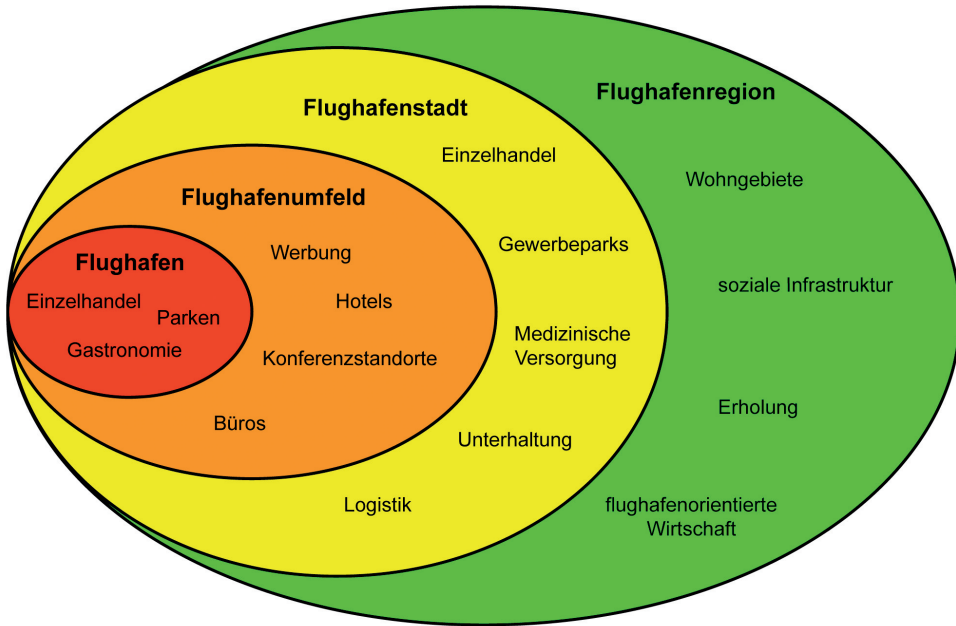 Flughafenregion
Wohngebiete
soziale Infrastruktur
Erholung
flughafenorientierte
Wirtschaft
Flughafenstadt
Einzelhandel
Gewerbeparks
Medizinische
Versorgung
Unterhaltung
Logistik
Flughafenumfeld
Werbung
Hotels
Konferenzstandorte
Büros
Flughafen
Einzelhandel
Parken
Gastronomie